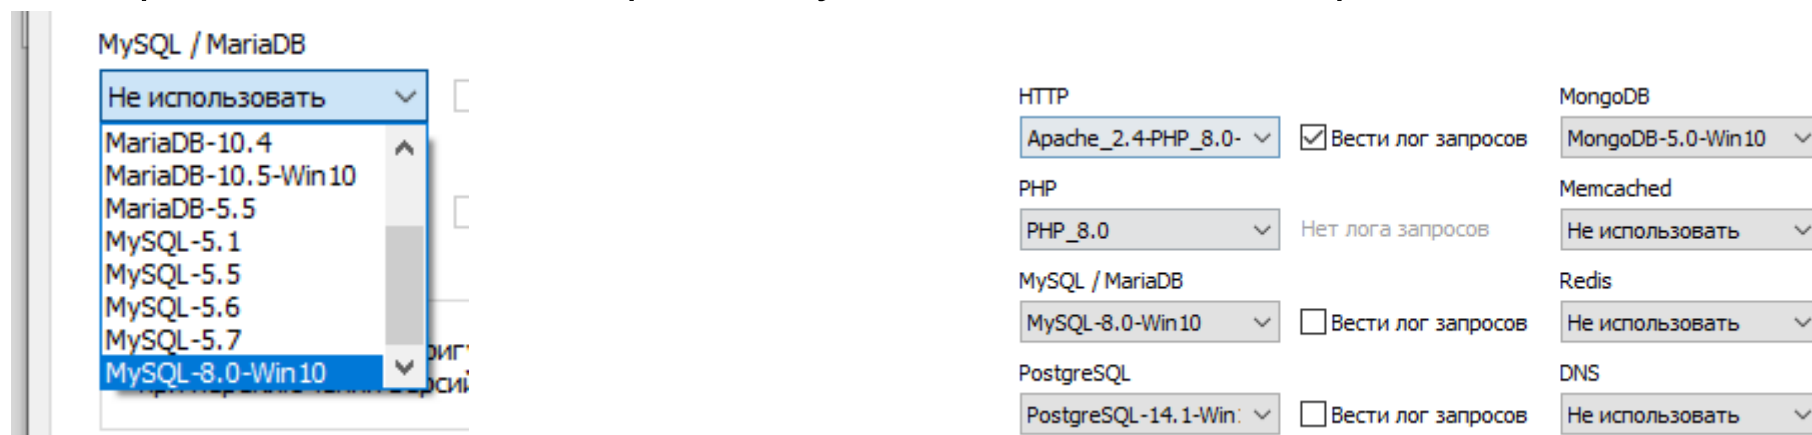 MySQL / MariaDB
Не использовать
MariaDB-10.4
MariaDB-10.5-Win10
MariaDB-5.5
MySQL-5.1
MySQL-5.5
MySQL-5.6
MySQL-5.7
MySQL-8.0-Win10
HTTP
Apache_2.4-PHP_8.0-
Вести лог запросов
MongoDB
MongoDB-5.0-Win10
PHP
PHP_8.0
Нет лога запросов
Memcached
Не использовать
MySQL / MariaDB
MySQL-8.0-Win10
Вести лог запросов
Redis
Не использовать
PostgreSQL
PostgreSQL-14.1-Win
Вести лог запросов
DNS
Не использовать